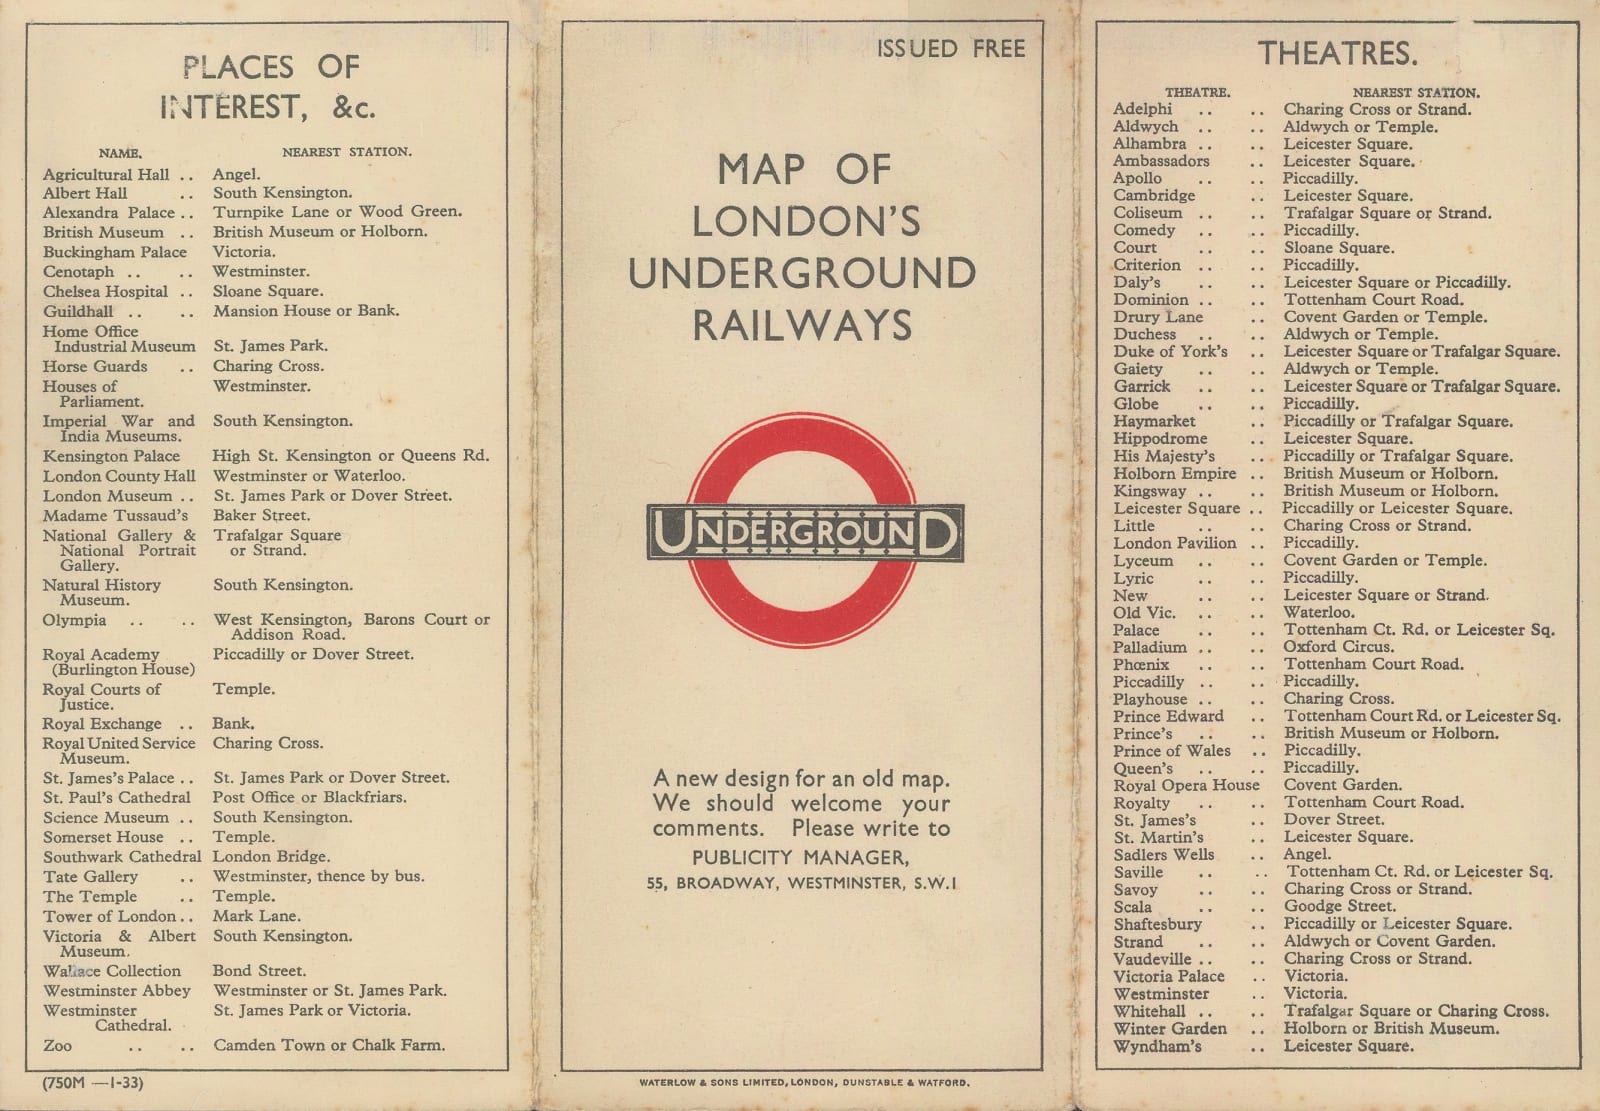 PLACES OF
INTEREST, &c.
NAME. NEAREST STATION.
Agricultural Hall .. Angel.
Albert Hall .. South Kensington.
Alexandra Palace .. Turnpike Lane or Wood Green.
British Museum .. British Museum or Holborn.
Buckingham Palace Victoria.
Cenotaph .. .. Westminster.
Chelsea Hospital .. Sloane Square.
Guildhall .. .. Mansion House or Bank.
Home Office
Industrial Museum St. James Park.
Horse Guards .. Charing Cross.
Houses of Westminster.
Parliament.
Imperial War and South Kensington.
India Museums.
Kensington Palace High St. Kensington or Queens Rd.
London County Hall Westminster or Waterloo.
London Museum .. St. James Park or Dover Street.
Madame Tussaud's Baker Street.
National Gallery & Trafalgar Square
National Portrait or Strand.
Gallery.
Natural History South Kensington.
Museum.
Olympia .. .. West Kensington, Barons Court or
Addison Road.
Royal Academy Piccadilly or Dover Street.
(Burlington House)
Royal Courts of Temple.
Justice.
Royal Exchange .. Bank.
Royal United Service Charing Cross.
Museum.
St. James's Palace .. St. James Park or Dover Street.
St. Paul's Cathedral Post Office or Blackfriars.
Science Museum .. South Kensington.
Somerset House .. Temple.
Southwark Cathedral London Bridge.
Tate Gallery .. Westminster, thence by bus.
The Temple .. Temple.
Tower of London .. Mark Lane.
Victoria & Albert South Kensington.
Museum.
Wallace Collection Bond Street.
Westminster Abbey Westminster or St. James Park.
Westminster St. James Park or Victoria.
Cathedral.
Zoo .. .. Camden Town or Chalk Farm.
(750M —1-33)
ISSUED FREE
MAP OF
LONDON'S
UNDERGROUND
RAILWAYS
UNDERGROUND
A new design for an old map.
We should welcome your
comments. Please write to
PUBLICITY MANAGER,
55, BROADWAY, WESTMINSTER, S.W.1
WATERLOW & SONS LIMITED, LONDON, DUNSTABLE & WATFORD.
THEATRES.
THEATRE. NEAREST STATION.
Adelphi .. .. Charing Cross or Strand.
Aldwych .. .. Aldwych or Temple.
Alhambra .. .. Leicester Square.
Ambassadors .. Leicester Square.
Apollo .. .. Piccadilly.
Cambridge .. Leicester Square.
Coliseum .. .. Trafalgar Square or Strand.
Comedy .. .. Piccadilly.
Court .. .. Sloane Square.
Criterion .. .. Piccadilly.
Daly's .. .. Leicester Square or Piccadilly.
Dominion .. .. Tottenham Court Road.
Drury Lane .. Covent Garden or Temple.
Duchess .. .. Aldwych or Temple.
Duke of York's .. Leicester Square or Trafalgar Square.
Gaiety .. .. Aldwych or Temple.
Garrick .. .. Leicester Square or Trafalgar Square.
Globe .. .. Piccadilly.
Haymarket .. Piccadilly or Trafalgar Square.
Hippodrome .. Leicester Square.
His Majesty's .. Piccadilly or Trafalgar Square.
Holborn Empire .. British Museum or Holborn.
Kingsway .. .. British Museum or Holborn.
Leicester Square .. Piccadilly or Leicester Square.
Little .. .. Charing Cross or Strand.
London Pavilion .. Piccadilly.
Lyceum .. .. Covent Garden or Temple.
Lyric .. .. Piccadilly.
New .. .. Leicester Square or Strand.
Old Vic. .. .. Waterloo.
Palace .. .. Tottenham Ct. Rd. or Leicester Sq.
Palladium .. .. Oxford Circus.
Phœnix .. .. Tottenham Court Road.
Piccadilly .. .. Piccadilly.
Playhouse .. .. Charing Cross.
Prince Edward .. Tottenham Court Rd. or Leicester Sq.
Prince's .. .. British Museum or Holborn.
Prince of Wales .. Piccadilly.
Queen's .. .. Piccadilly.
Royal Opera House Covent Garden.
Royalty .. .. Tottenham Court Road.
St. James's .. Dover Street.
St. Martin's .. Leicester Square.
Sadlers Wells .. Angel.
Saville .. .. Tottenham Ct. Rd. or Leicester Sq.
Savoy .. .. Charing Cross or Strand.
Scala .. .. Goodge Street.
Shaftesbury .. Piccadilly or Leicester Square.
Strand .. .. Aldwych or Covent Garden.
Vaudeville .. .. Charing Cross or Strand.
Victoria Palace .. Victoria.
Westminster .. Victoria.
Whitehall .. .. Trafalgar Square or Charing Cross.
Winter Garden .. Holborn or British Museum.
Wyndham's .. Leicester Square.